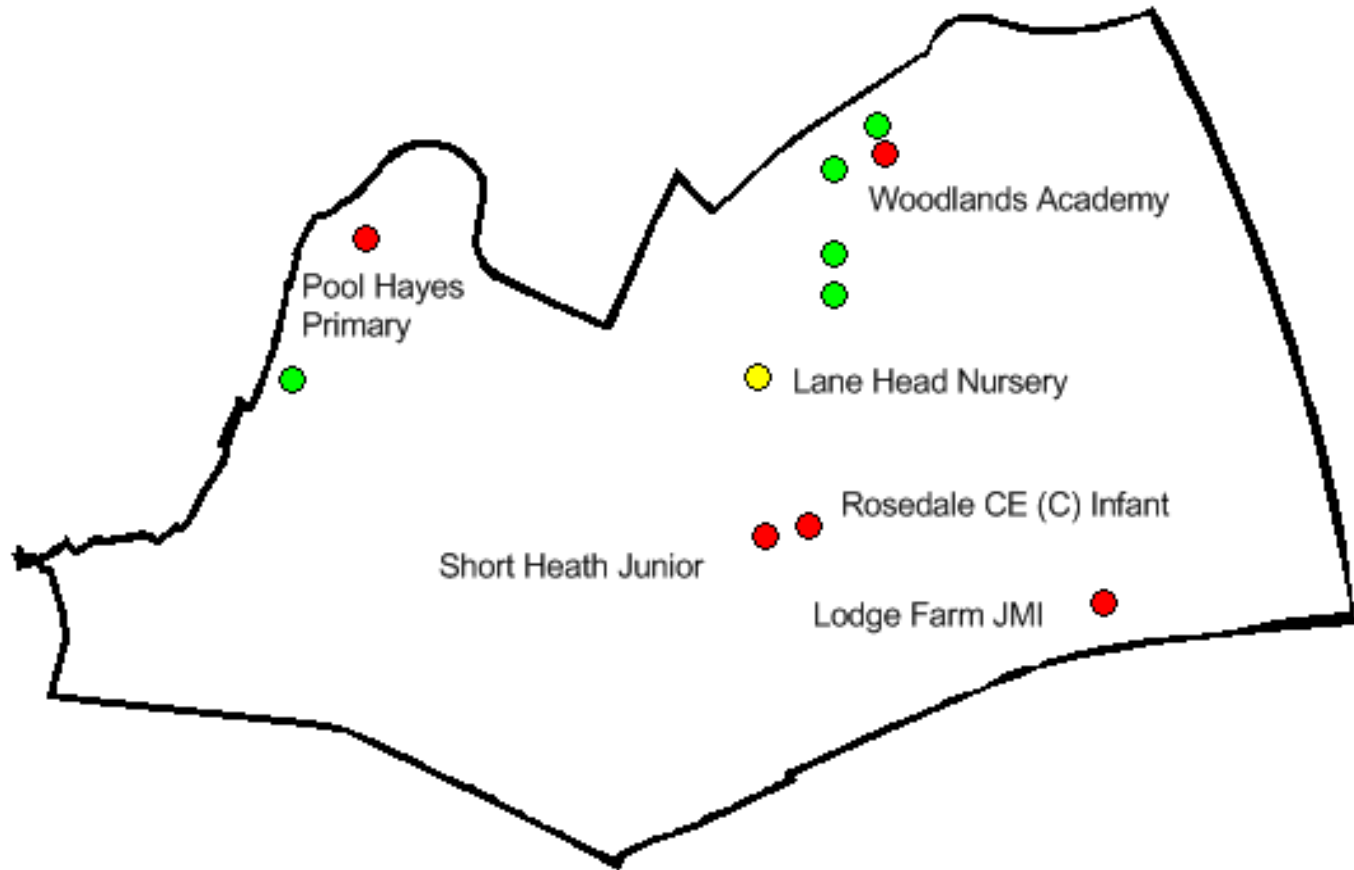 Woodlands Academy
Pool Hayes
Primary
Lane Head Nursery
Rosedale CE (C) Infant
Short Heath Junior
Lodge Farm JMI